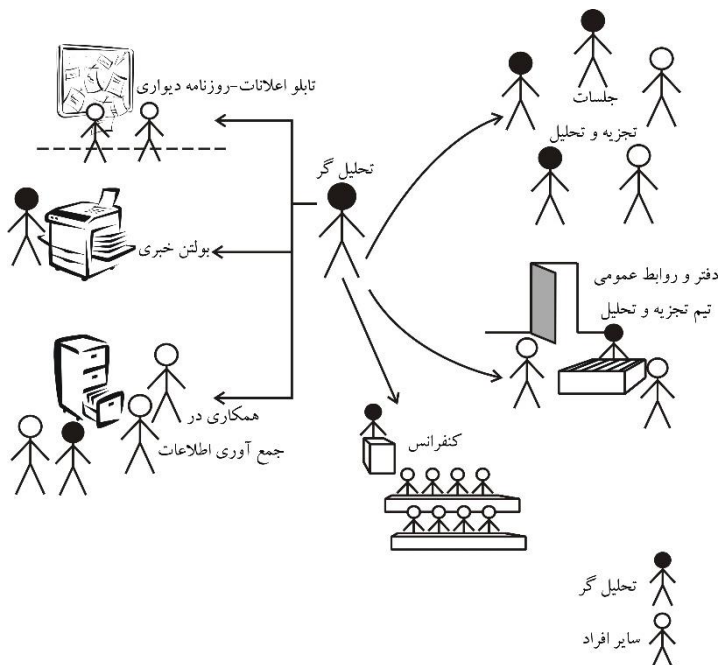 جلسات
تجزیه و تحلیل
تابلو اعلانات-روزنامه دیواری
تحلیل گر
بولتن خبری
دفتر و روابط عمومی
تیم تجزیه و تحلیل
همکاری در
جمع آوری اطلاعات
کنفرانس
تحلیل گر
سایر افراد